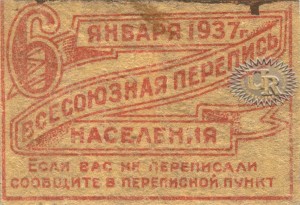 6 ЯНВАРЯ 1937 г.
ВСЕСОЮЗНАЯ ПЕРЕПИСЬ
НАСЕЛЕНИЯ
ЕСЛИ ВАС НЕ ПЕРЕПИСАЛИ
СООБЩИТЕ В ПЕРЕПИСНОЙ ПУНКТ